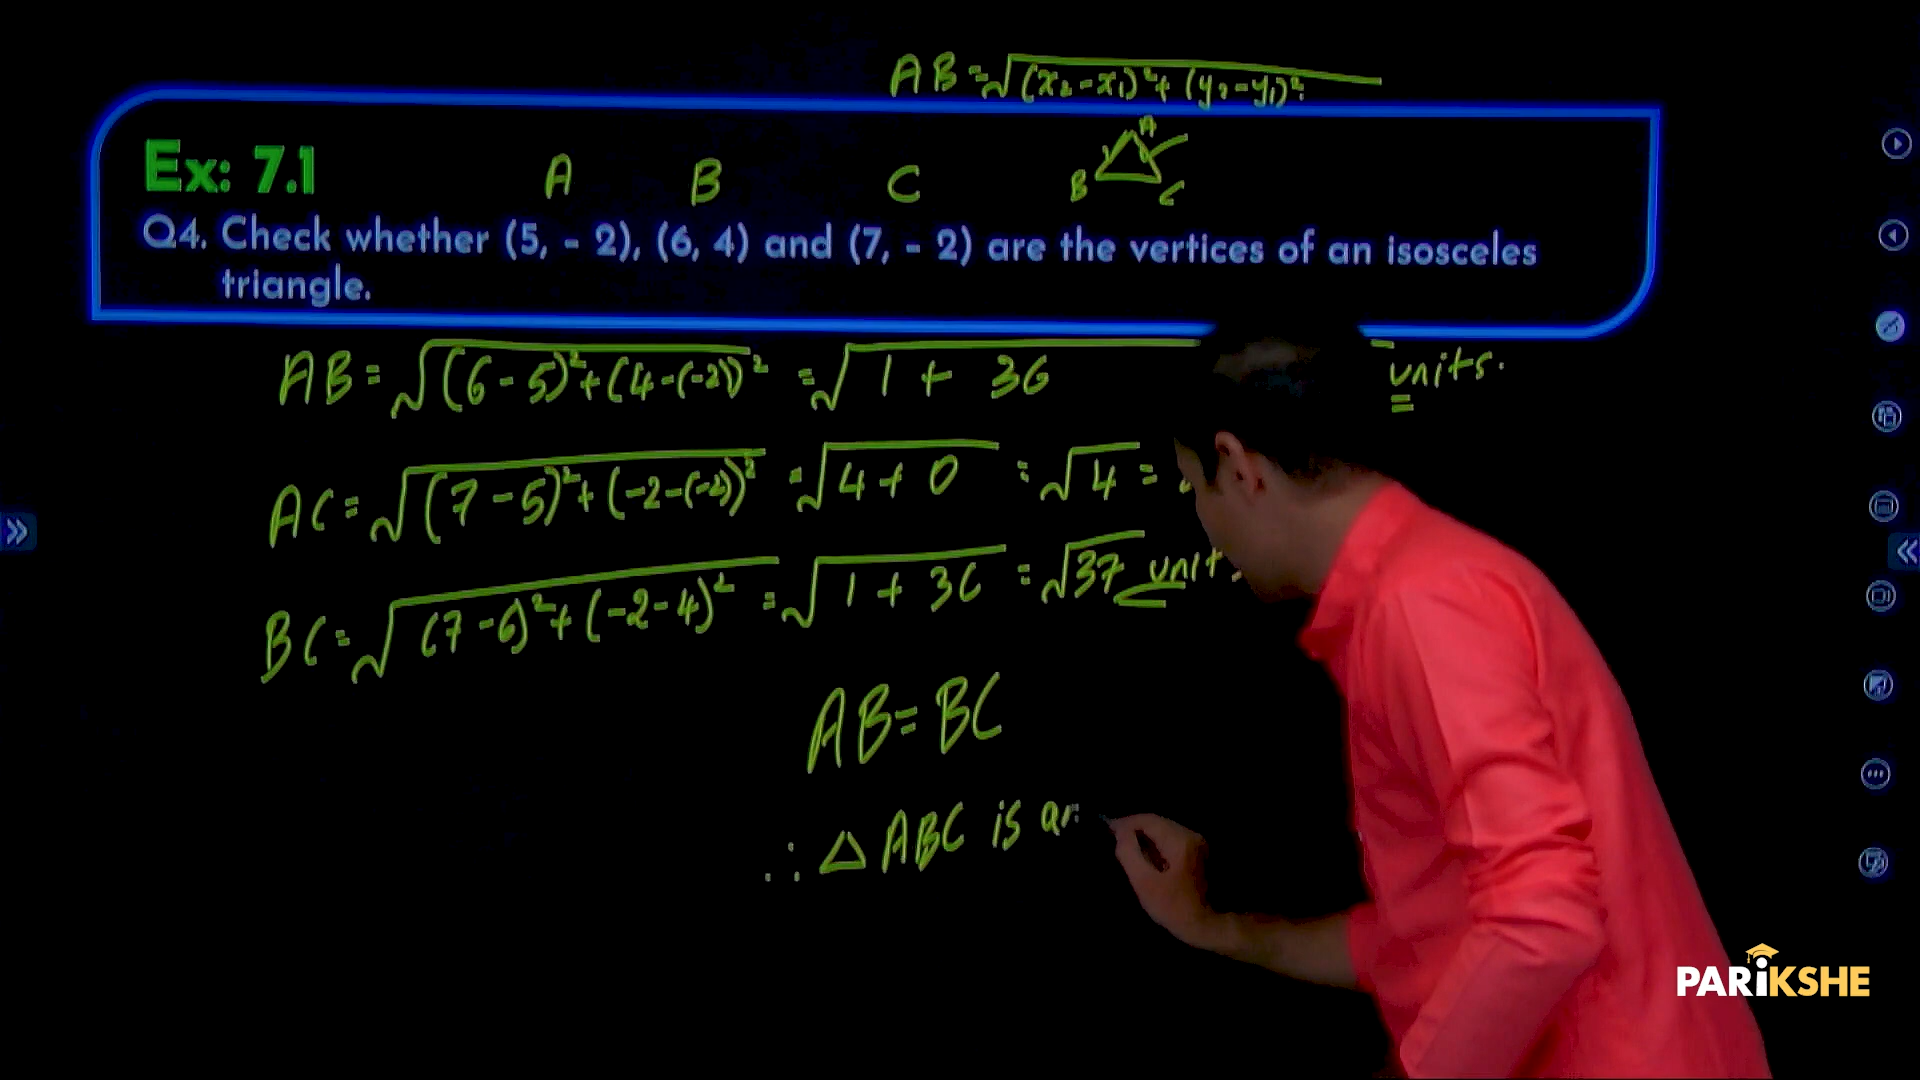 AB = √(x₂-x₁)²+(y₂-y₁)²
Ex: 7.1
A B C
A
B C
Q4. Check whether (5, - 2), (6, 4) and (7, - 2) are the vertices of an isosceles
triangle.
AB = √(6-5)²+(4-(-2))² = √1 + 36 units.
AC = √(7-5)²+(-2-(-2))² = √4+0 = √4 =
BC = √(7-6)²+(-2-4)² = √1+36 = √37 units
AB = BC
∴ △ ABC is an
PARiKSHE